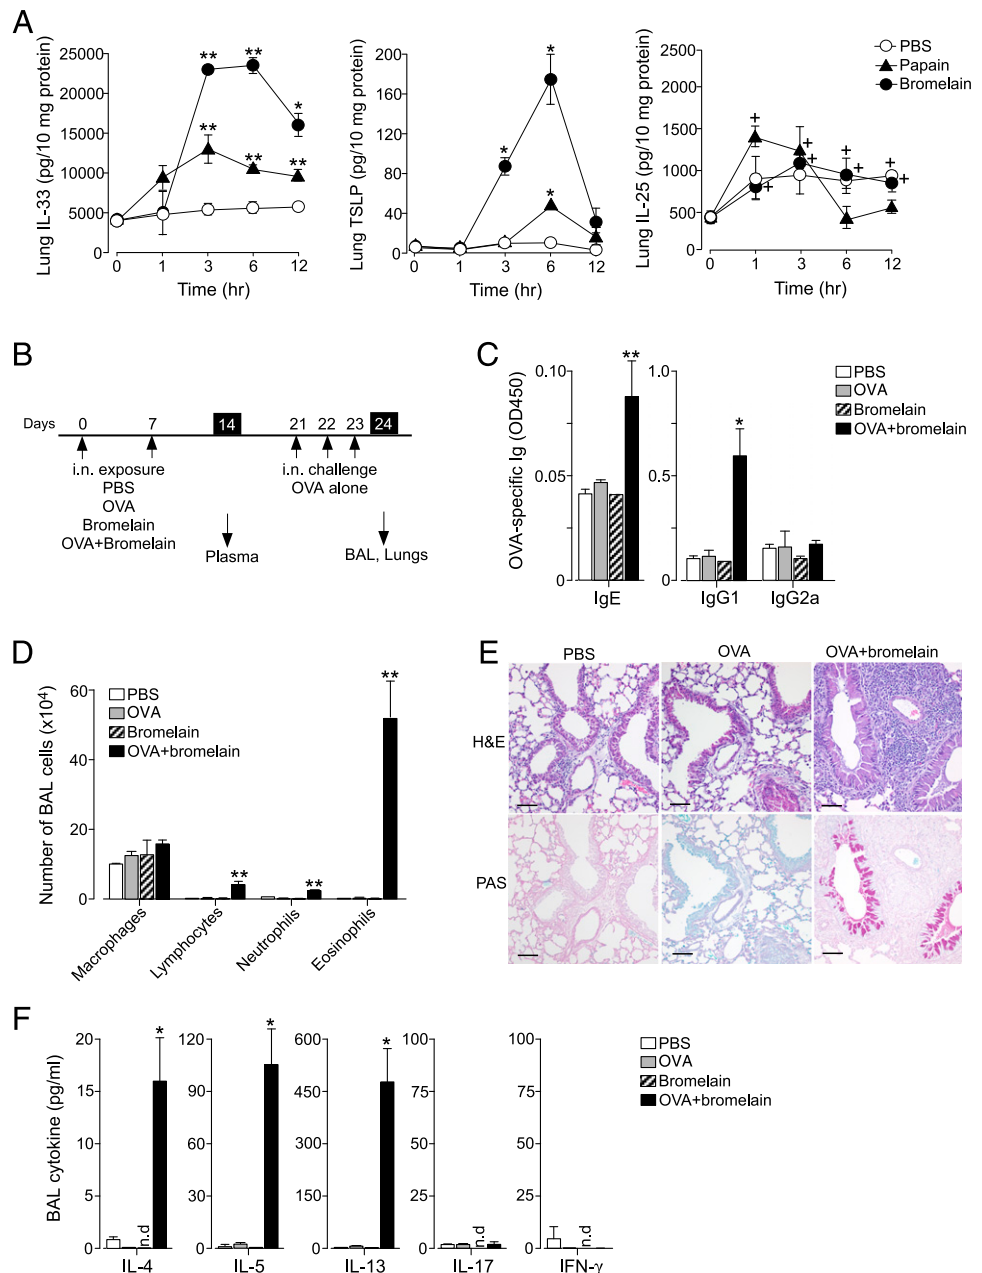 A
Lung IL-33 (pg/10 mg protein)
25000
20000
15000
10000
5000
0
** ** *
** ** **
0 1 3 6 12
Time (hr)
Lung TSLP (pg/10 mg protein)
200
160
120
80
40
0
* * *
0 1 3 6 12
Time (hr)
Lung IL-25 (pg/10 mg protein)
2500
2000
1500
1000
500
0
+ + + + + + + +
0 1 3 6 12
Time (hr)
PBS
Papain
Bromelain
B
Days 0 7 14 21 22 23 24
i.n. exposure
PBS
OVA
Bromelain
OVA+Bromelain
Plasma
i.n. challenge
OVA alone
BAL, Lungs
C
OVA-specific Ig (OD450)
0.10
0.05
0
**
IgE
1.0
0.5
0
*
IgG1 IgG2a
PBS
OVA
Bromelain
OVA+bromelain
D
Number of BAL cells (x10⁴)
60
40
20
0
PBS
OVA
Bromelain
OVA+bromelain
** ** **
Macrophages Lymphocytes Neutrophils Eosinophils
E
PBS OVA OVA+bromelain
H&E
PAS
F
BAL cytokine (pg/ml)
20
15
10
5
0
*
n.d
IL-4
120
90
60
30
0
*
IL-5
600
450
300
150
0
*
IL-13
100
75
50
25
0
n.d
IL-17
100
75
50
25
0
n.d
IFN-γ
PBS
OVA
Bromelain
OVA+bromelain